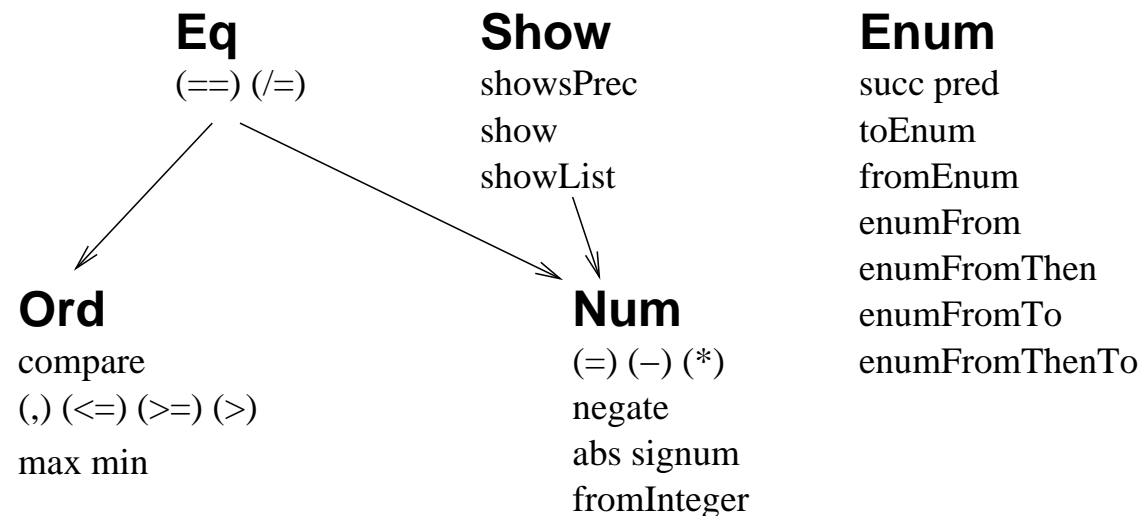 Eq
(==) (/=)
Show
showsPrec
show
showList
Enum
succ pred
toEnum
fromEnum
enumFrom
enumFromThen
enumFromTo
enumFromThenTo
Ord
compare
(,) (<=) (>=) (>)
max min
Num
(=) (−) (*)
negate
abs signum
fromInteger